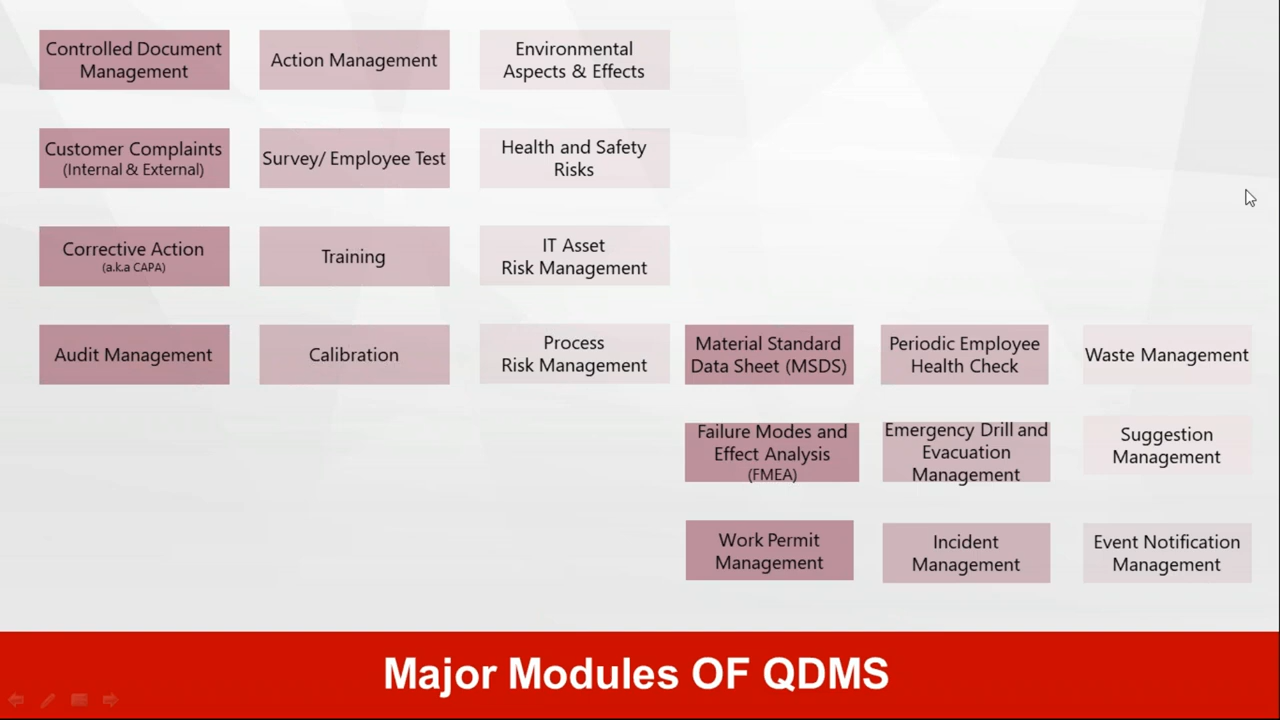 Controlled Document
Management
Action Management
Environmental
Aspects & Effects
Customer Complaints
(Internal & External)
Survey/ Employee Test
Health and Safety
Risks
Corrective Action
(a.k.a CAPA)
Training
IT Asset
Risk Management
Audit Management
Calibration
Process
Risk Management
Material Standard
Data Sheet (MSDS)
Periodic Employee
Health Check
Waste Management
Failure Modes and
Effect Analysis
(FMEA)
Emergency Drill and
Evacuation
Management
Suggestion
Management
Work Permit
Management
Incident
Management
Event Notification
Management
Major Modules OF QDMS